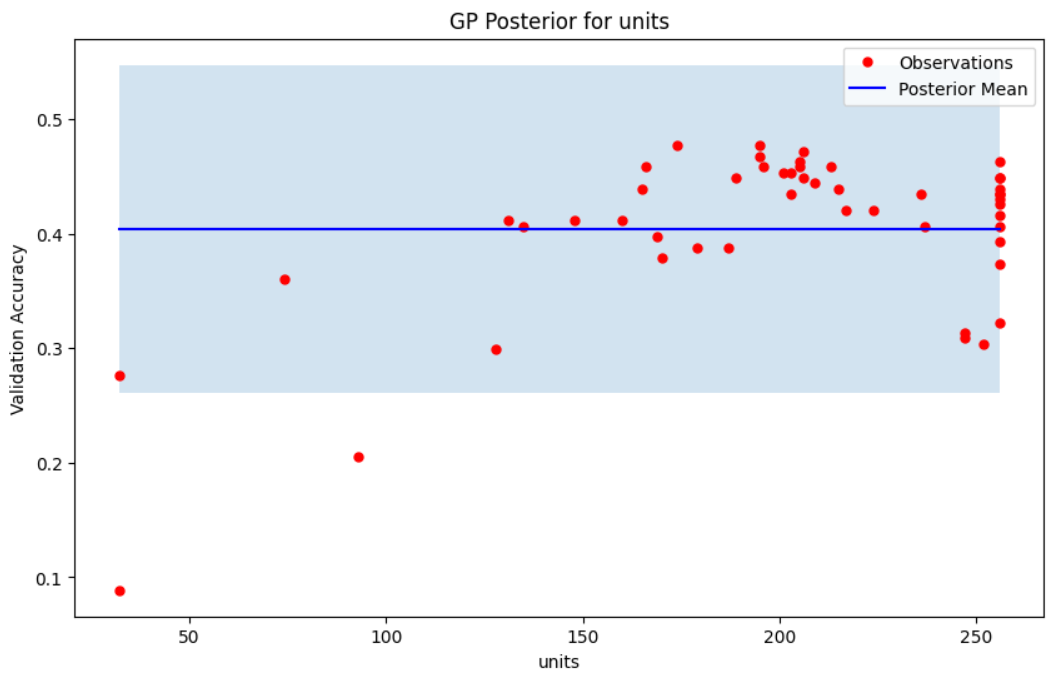 GP Posterior for units
Observations
Posterior Mean
Validation Accuracy
0.5
0.4
0.3
0.2
0.1
50 100 150 200 250
units